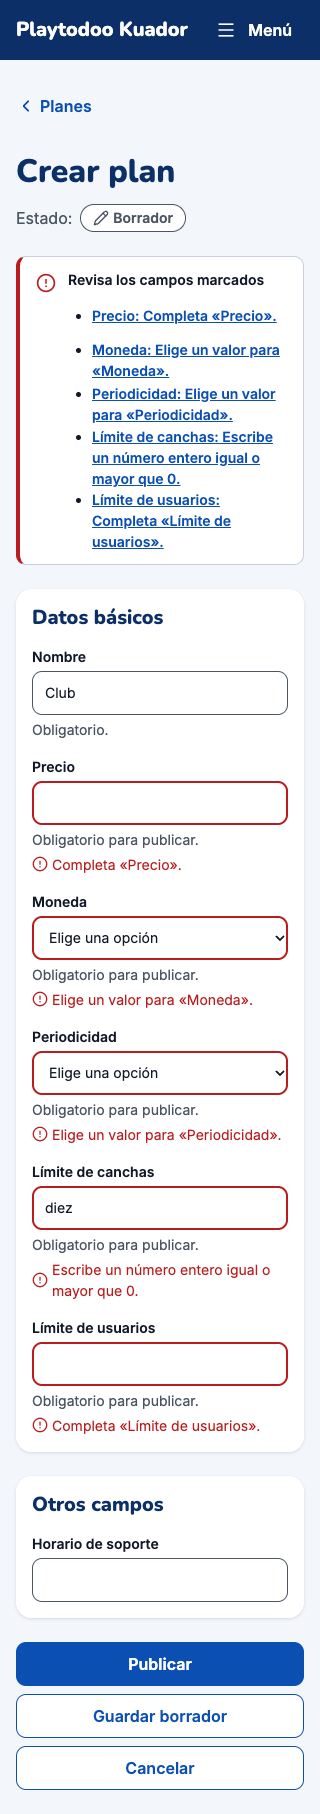 Playtodoo Kuador
Menú
Planes
Crear plan
Estado: Borrador
Revisa los campos marcados
Precio: Completa «Precio».
Moneda: Elige un valor para
«Moneda».
Periodicidad: Elige un valor
para «Periodicidad».
Límite de canchas: Escribe
un número entero igual o
mayor que 0.
Límite de usuarios:
Completa «Límite de
usuarios».
Datos básicos
Nombre
Club
Obligatorio.
Precio
Obligatorio para publicar.
Completa «Precio».
Moneda
Elige una opción
Obligatorio para publicar.
Elige un valor para «Moneda».
Periodicidad
Elige una opción
Obligatorio para publicar.
Elige un valor para «Periodicidad».
Límite de canchas
diez
Obligatorio para publicar.
Escribe un número entero igual o
mayor que 0.
Límite de usuarios
Obligatorio para publicar.
Completa «Límite de usuarios».
Otros campos
Horario de soporte
Publicar
Guardar borrador
Cancelar